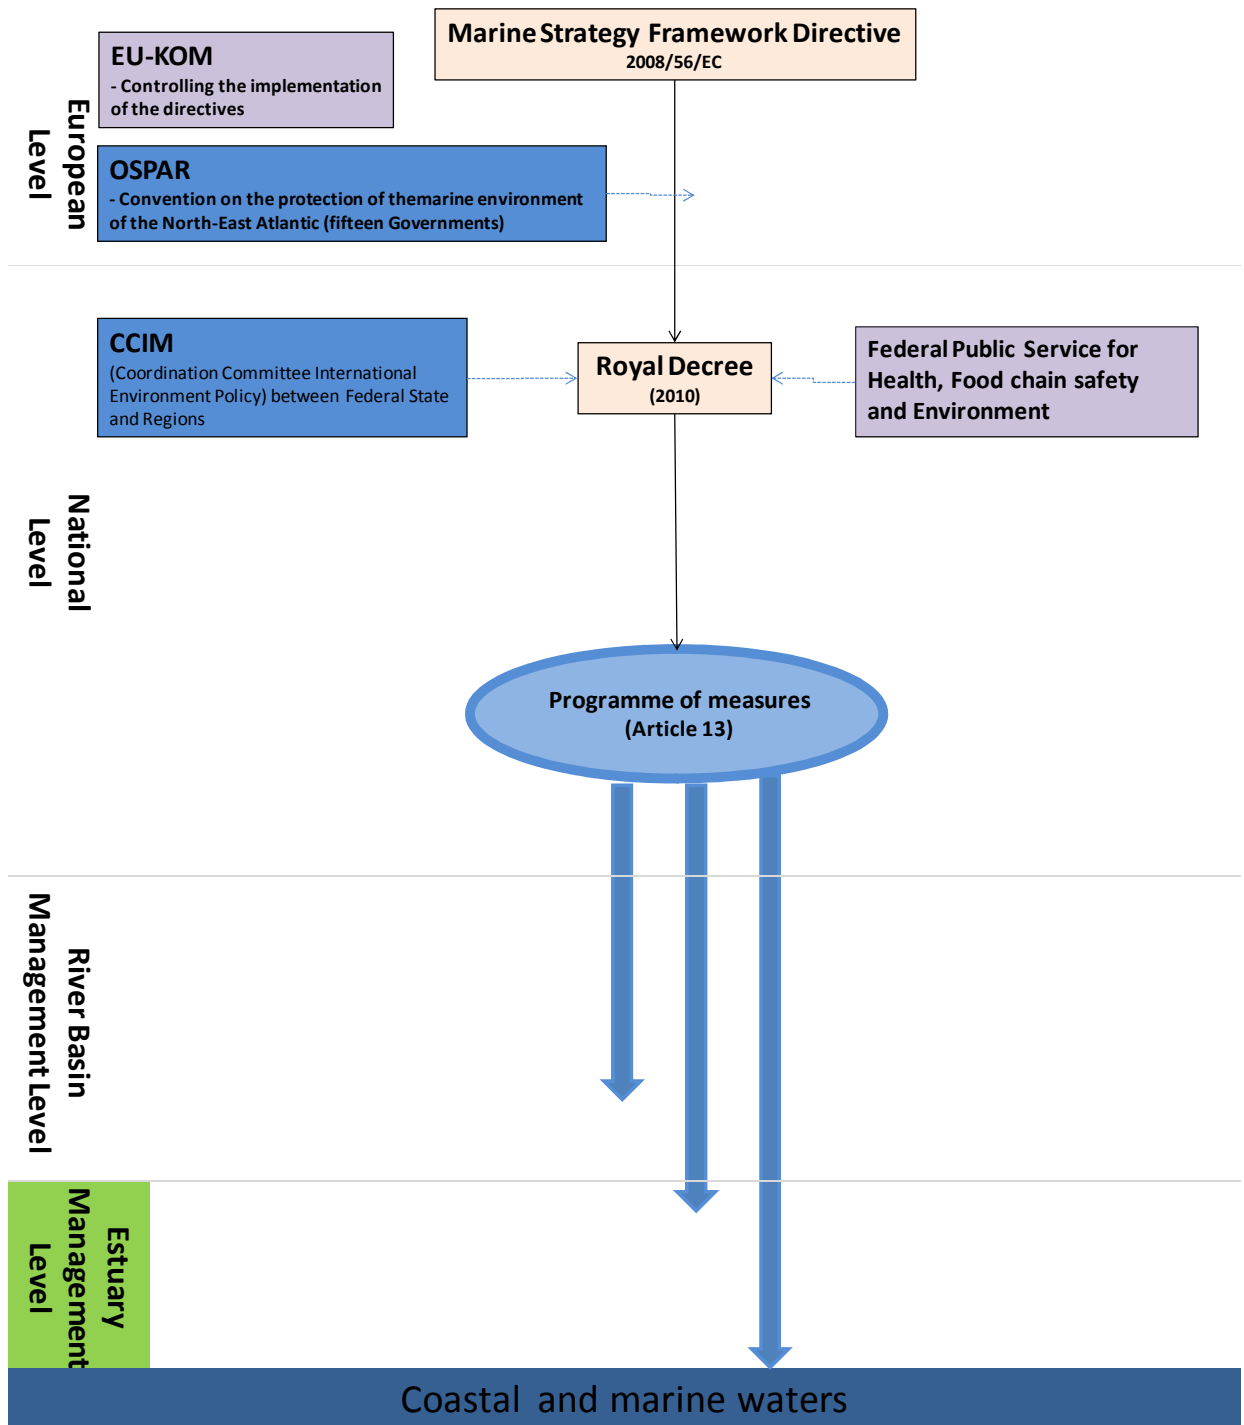 Marine Strategy Framework Directive
2008/56/EC
EU-KOM
- Controlling the implementation
of the directives
European
Level
OSPAR
- Convention on the protection of themarine environment
of the North-East Atlantic (fifteen Governments)
CCIM
(Coordination Committee International
Environment Policy) between Federal State
and Regions
Royal Decree
(2010)
Federal Public Service for
Health, Food chain safety
and Environment
National
Level
Programme of measures
(Article 13)
River Basin
Management Level
Estuary
Management
Level
Coastal and marine waters